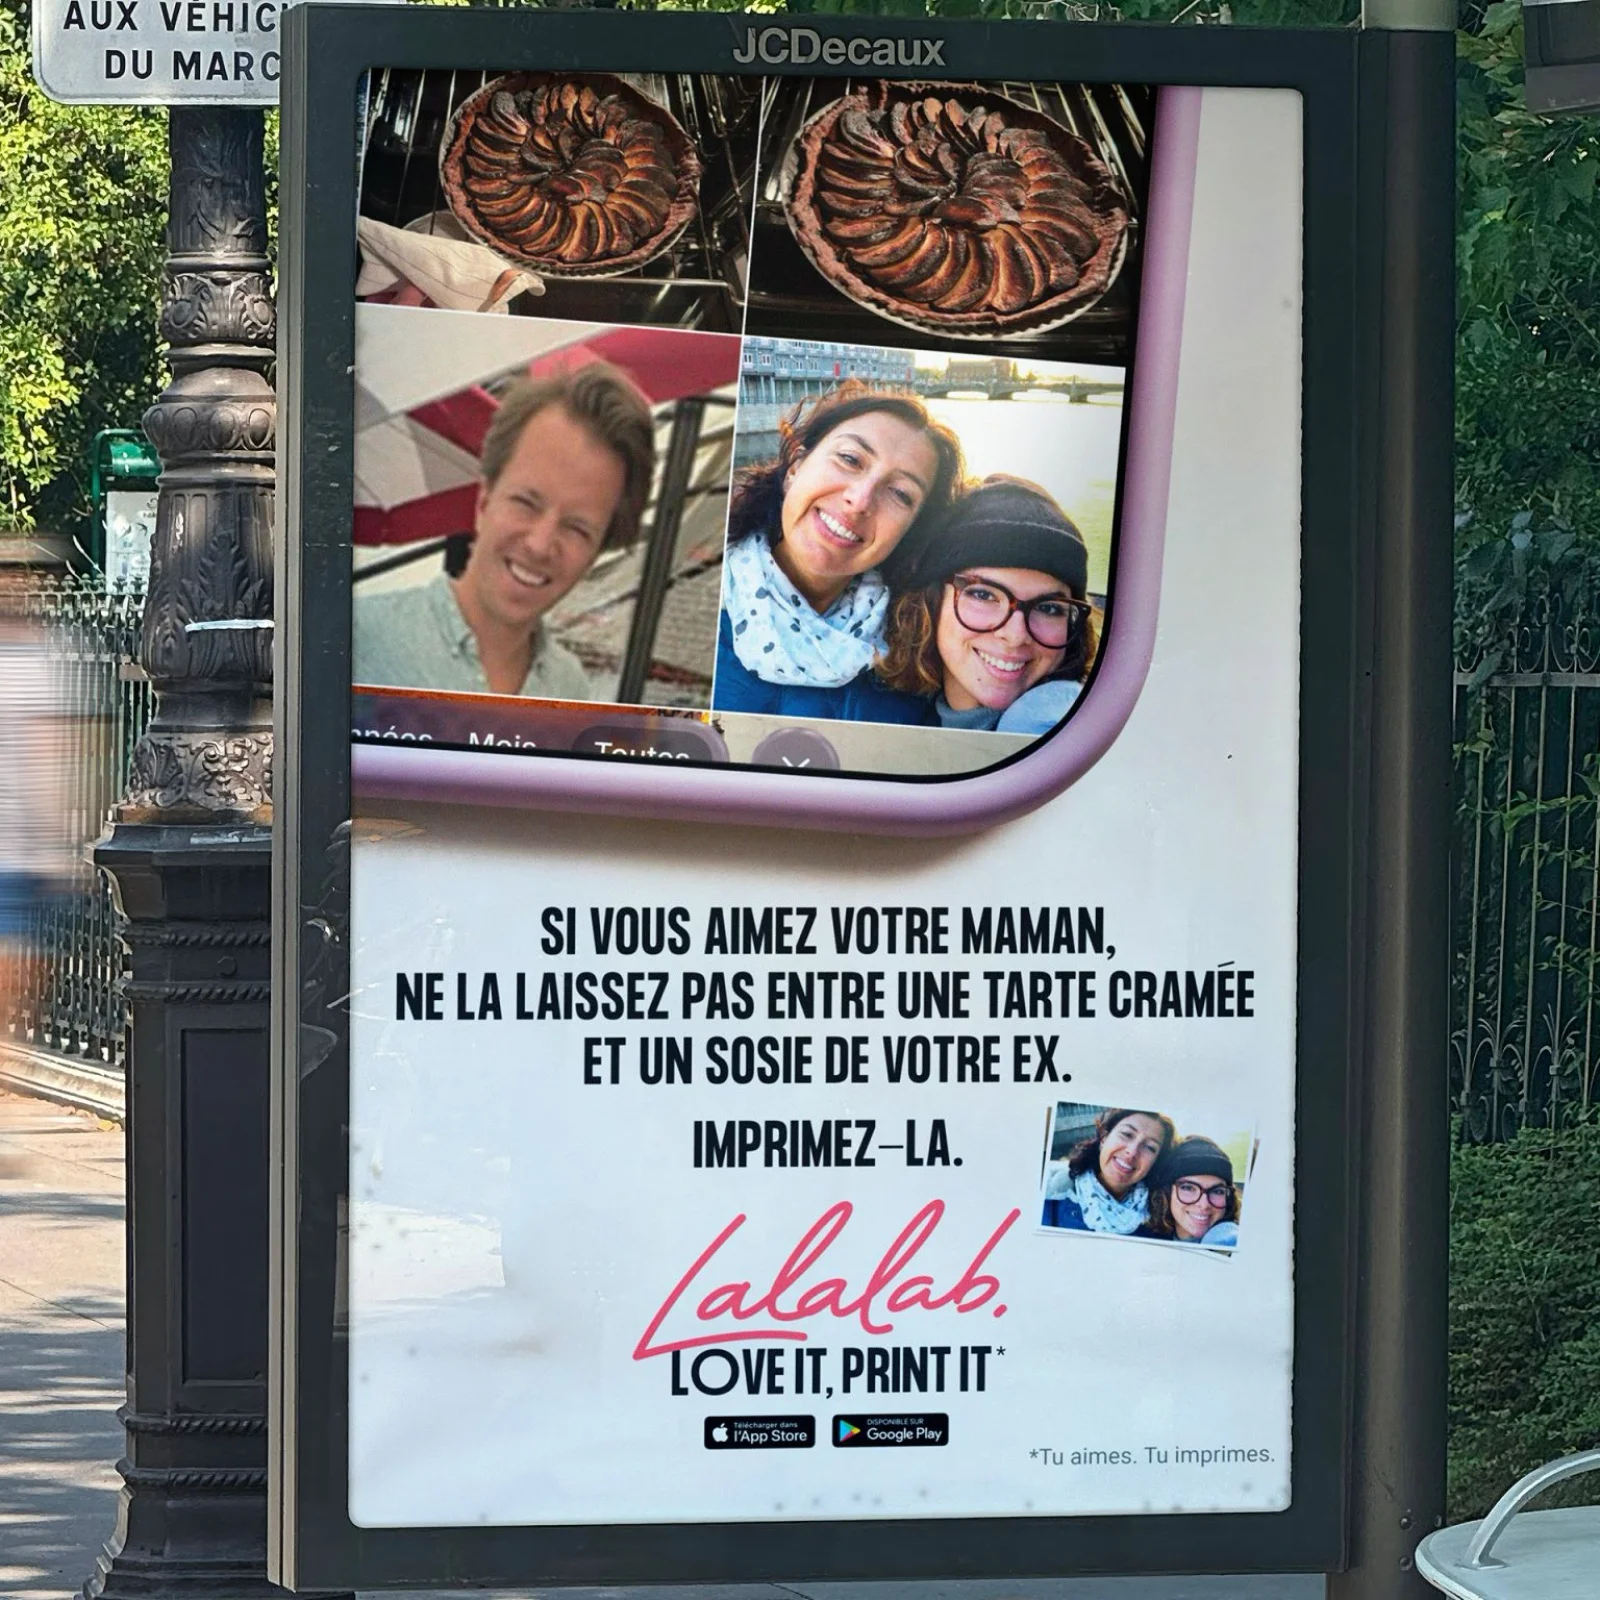 AUX VÉHIC
DU MARC
JCDecaux
Mois
Toutes
SI VOUS AIMEZ VOTRE MAMAN,
NE LA LAISSEZ PAS ENTRE UNE TARTE CRAMÉE
ET UN SOSIE DE VOTRE EX.
IMPRIMEZ-LA.
Lalalab.
LOVE IT, PRINT IT*
Télécharger dans
l'App Store
DISPONIBLE SUR
Google Play
*Tu aimes. Tu imprimes.